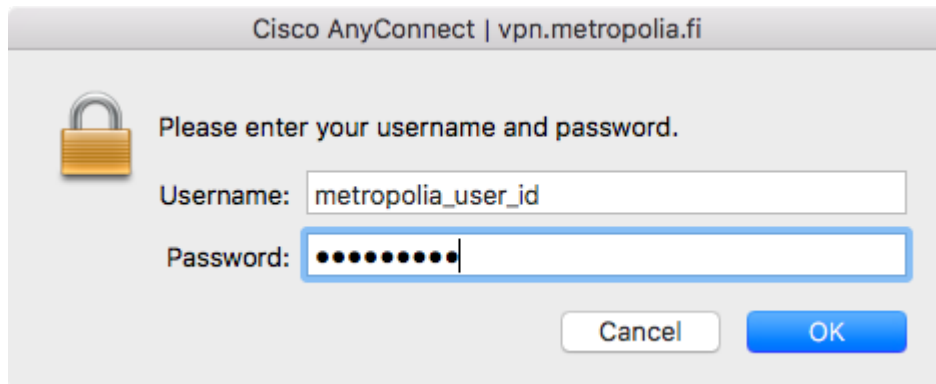 Cisco AnyConnect | vpn.metropolia.fi
Please enter your username and password.
Username: metropolia_user_id
Password: •••••••••
Cancel OK